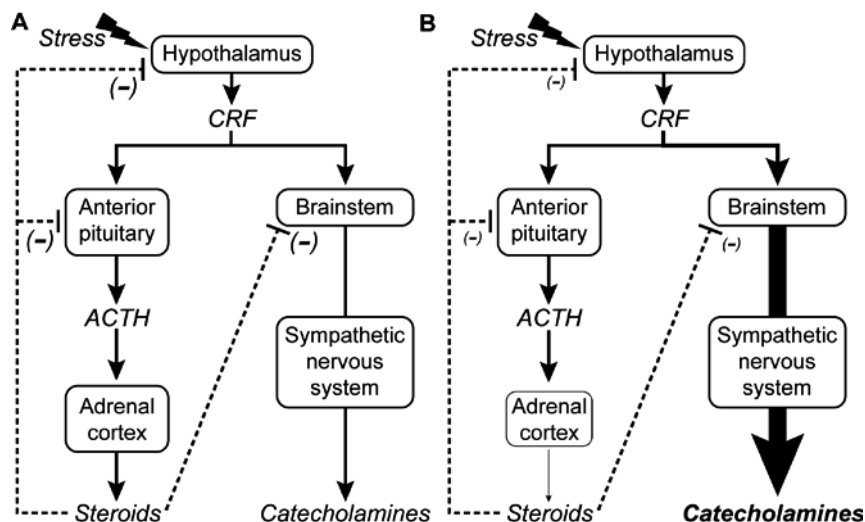 A
Stress
Hypothalamus
(–)
CRF
Anterior
pituitary
(–)
Brainstem
(–)
ACTH
Sympathetic
nervous
system
Adrenal
cortex
Steroids
Catecholamines
B
Stress
Hypothalamus
(–)
CRF
Anterior
pituitary
(–)
Brainstem
(–)
ACTH
Sympathetic
nervous
system
Adrenal
cortex
Steroids
Catecholamines